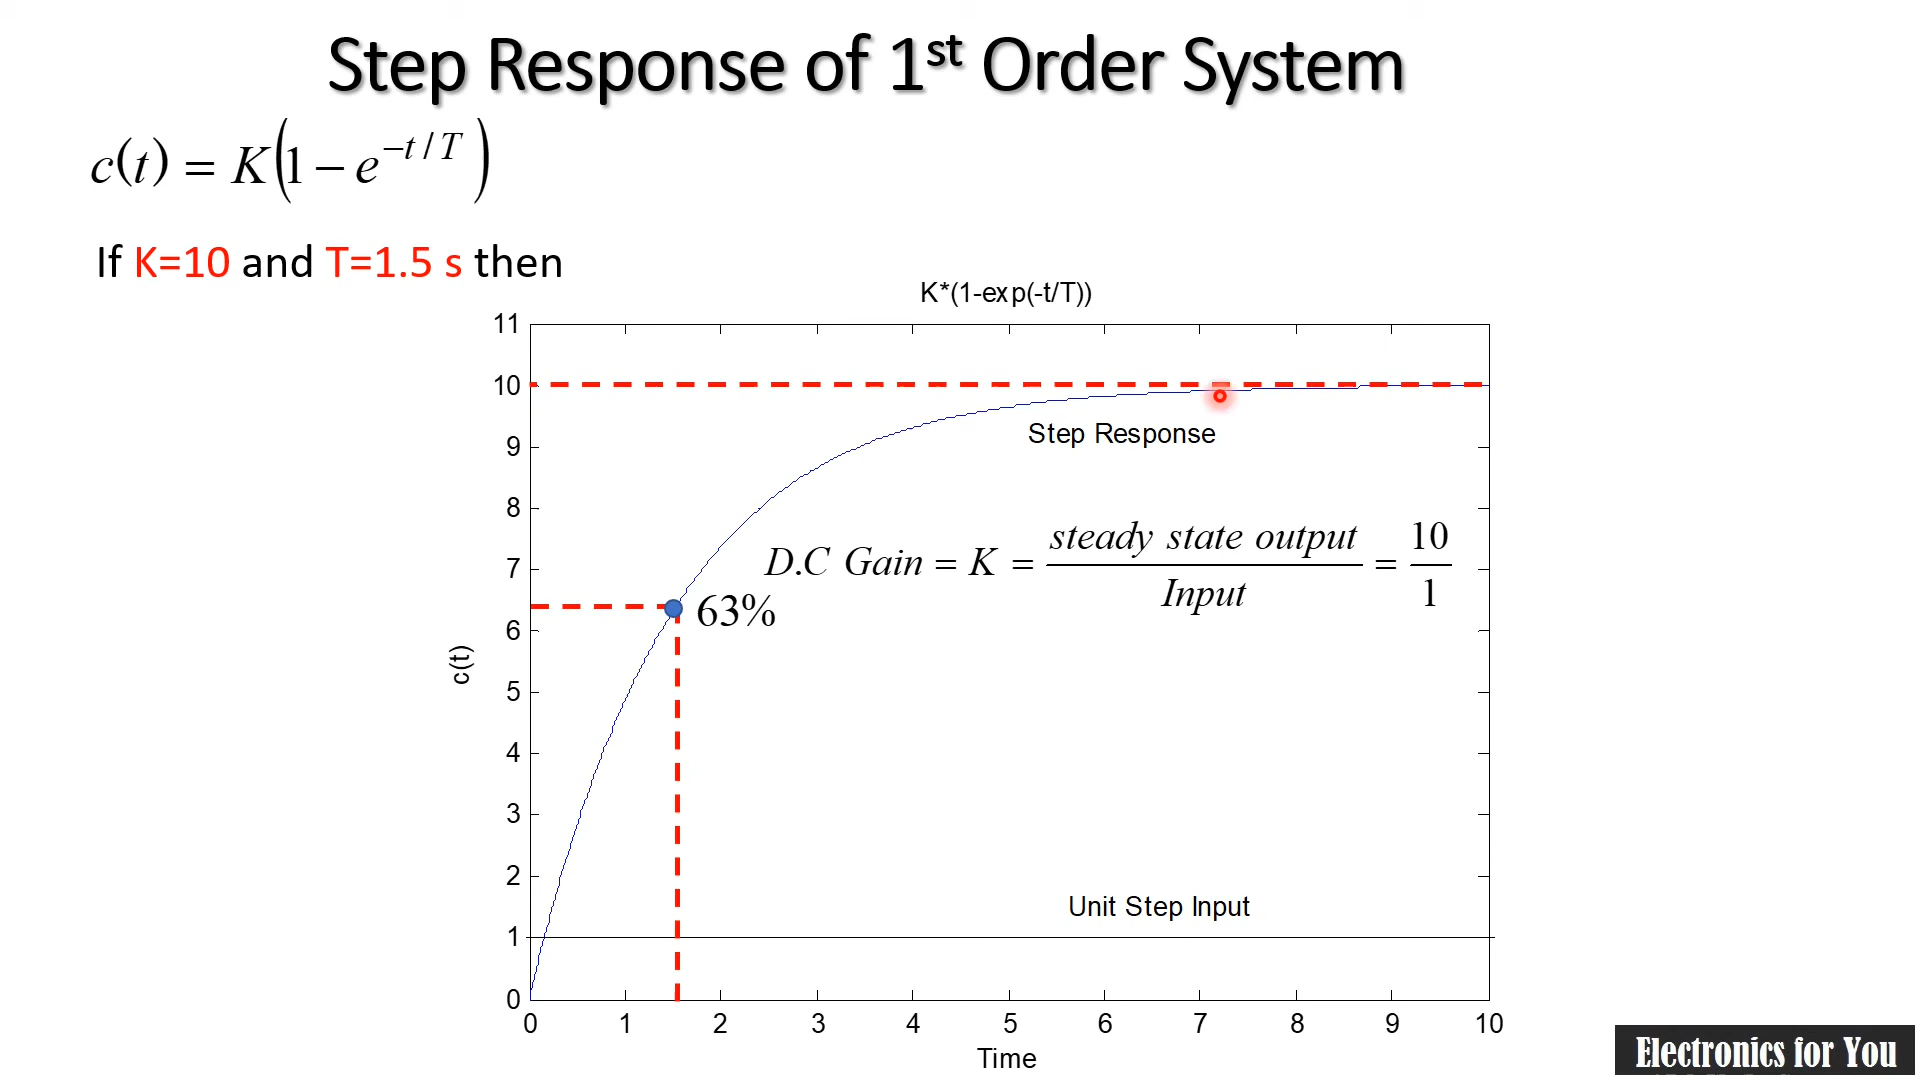 Step Response of 1st Order System
c(t) = K(1 − e^{−t/T})
If K=10 and T=1.5 s then
K*(1-exp(-t/T))
11
10
9
8
7
6
5
4
3
2
1
0
c(t)
Step Response
D.C Gain = K = steady state output / Input = 10 / 1
63%
Unit Step Input
0 1 2 3 4 5 6 7 8 9 10
Time
Electronics for You